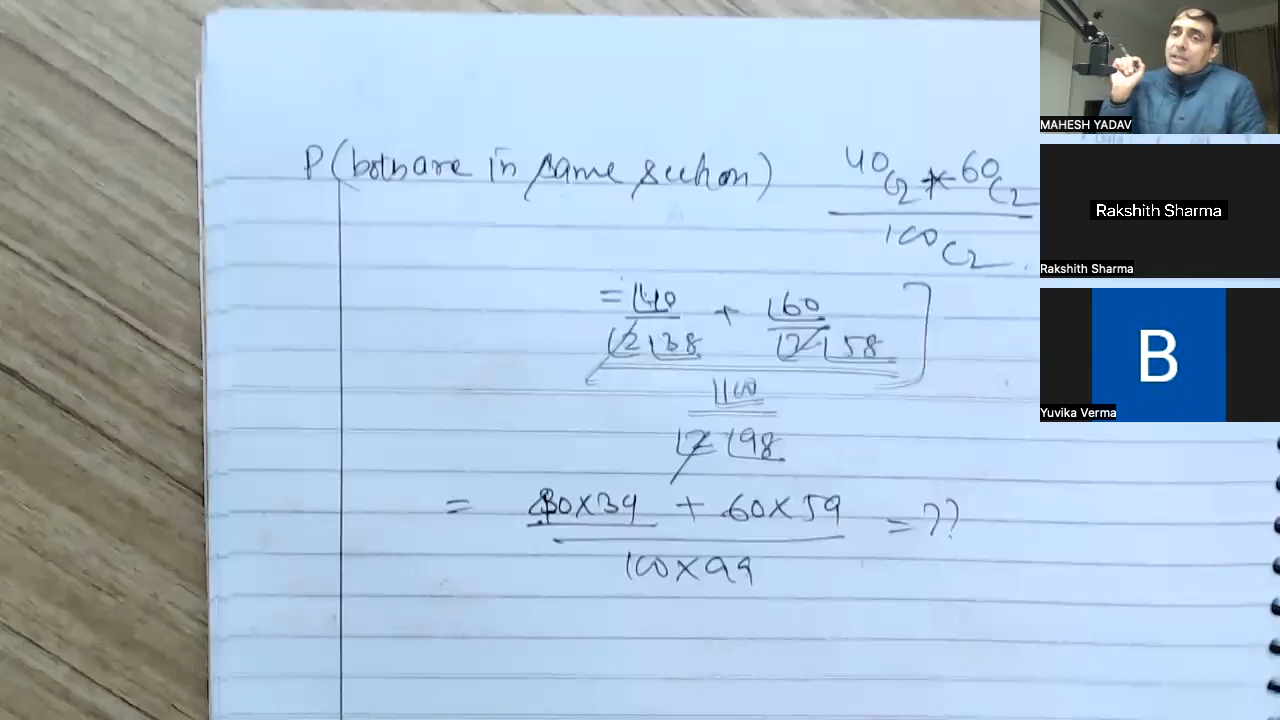 P(both are in same section) 40C2 + 60C2
100C2
= ⌊40 + ⌊60
⌊2 ⌊38 ⌊2 ⌊58
⌊100
⌊2 ⌊98
= 40×39 + 60×59 = ??
100×99
MAHESH YADAV
Rakshith Sharma
Rakshith Sharma
B
Yuvika Verma